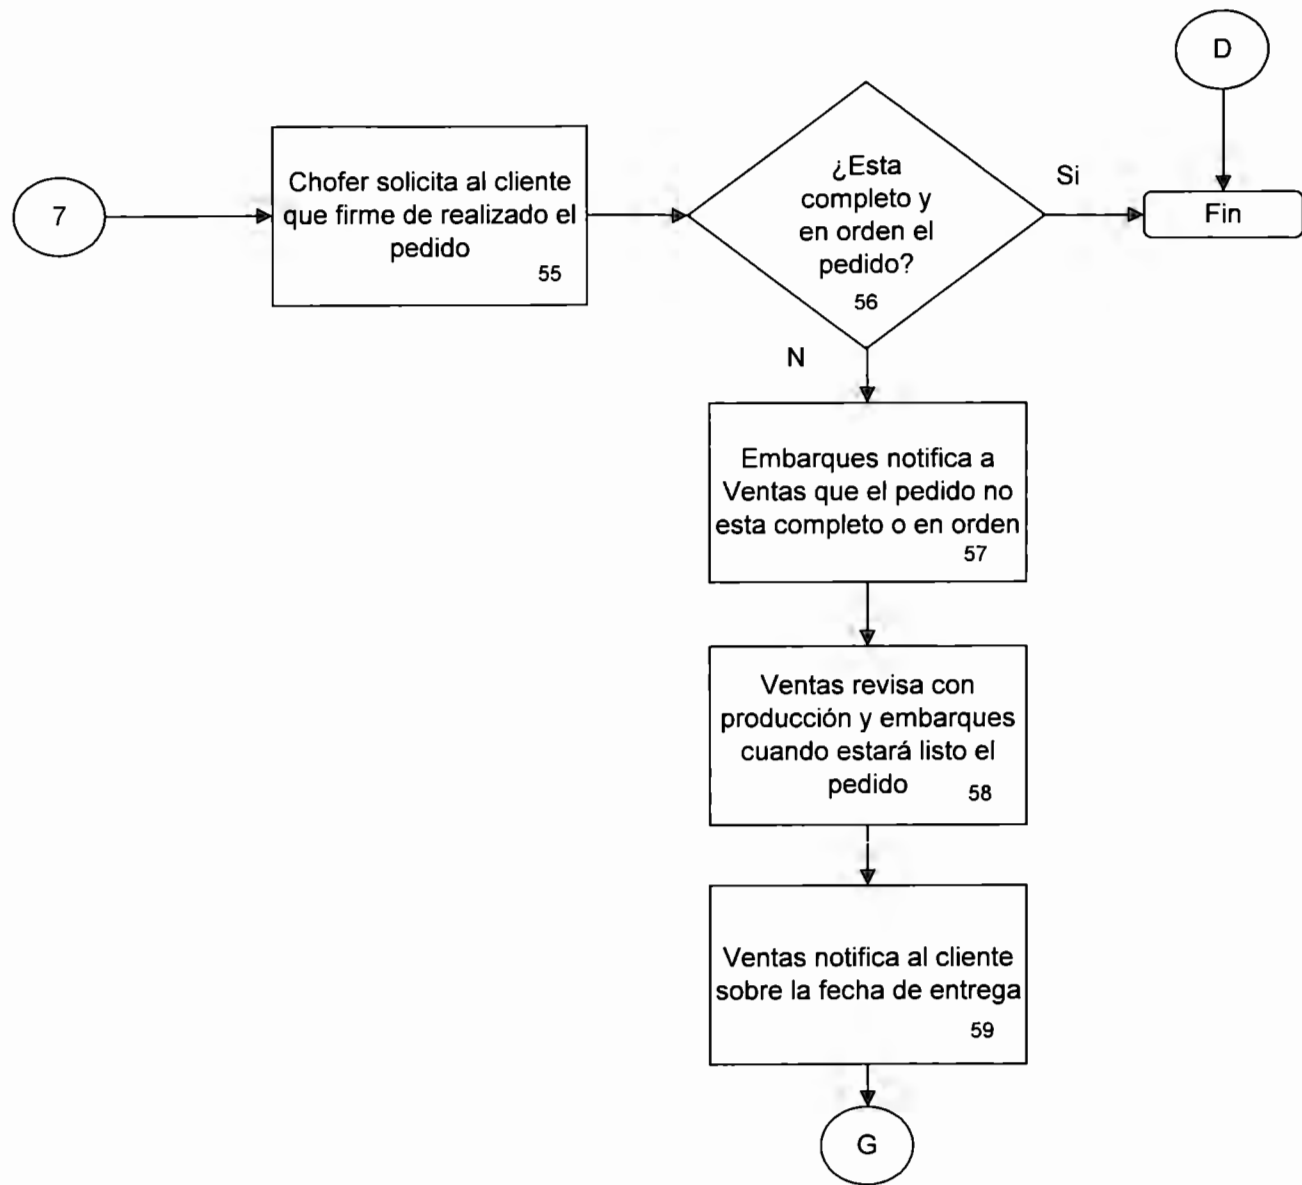 D
7
Chofer solicita al cliente
que firme de realizado el
pedido
55
¿Esta
completo y
en orden el
pedido?
56
Si
Fin
N
Embarques notifica a
Ventas que el pedido no
esta completo o en orden
57
Ventas revisa con
producción y embarques
cuando estará listo el
pedido
58
Ventas notifica al cliente
sobre la fecha de entrega
59
G